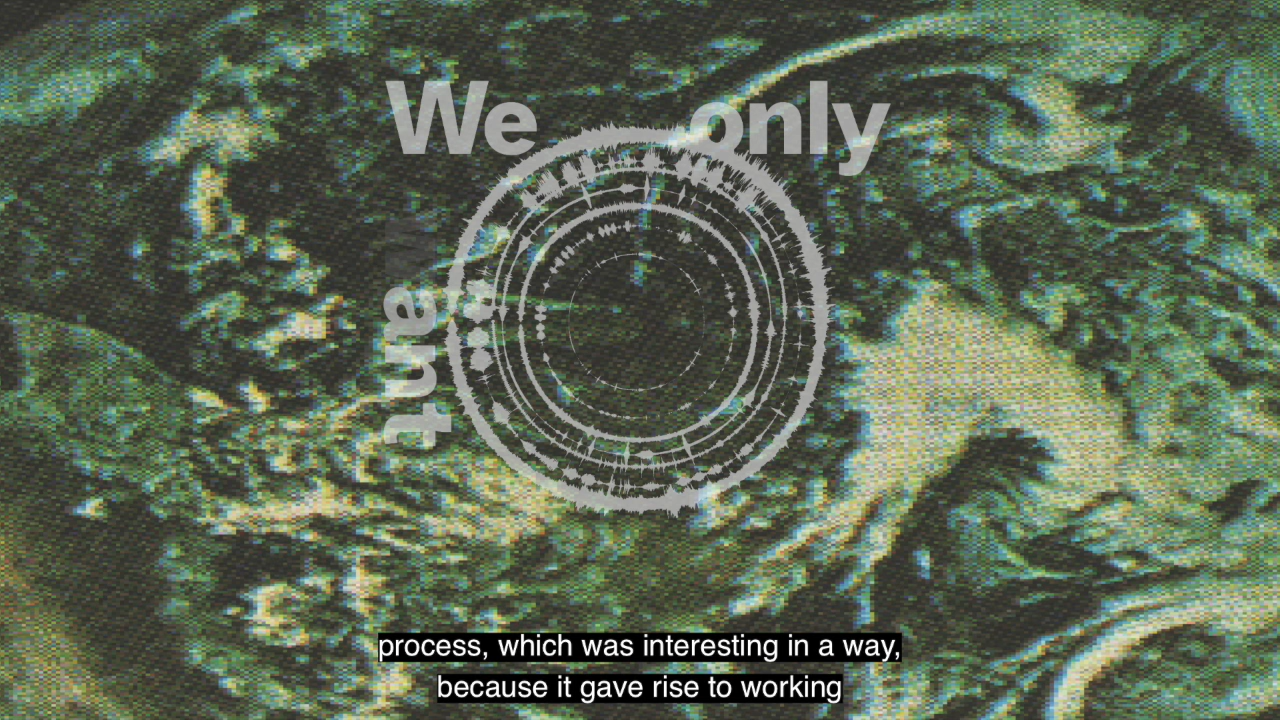 We only
want
process, which was interesting in a way,
because it gave rise to working